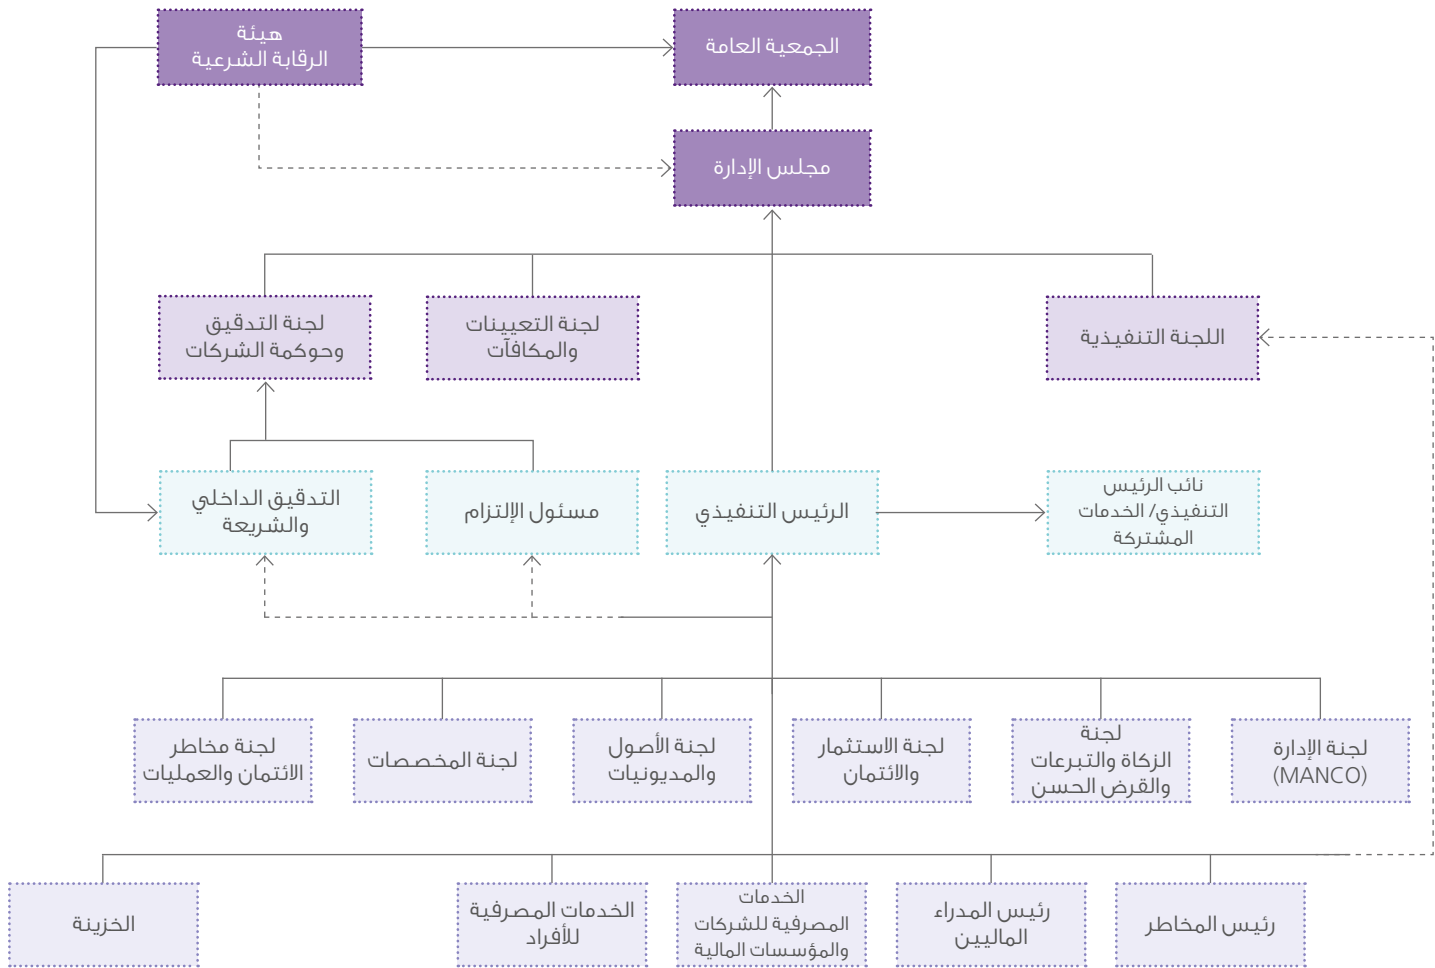 الجمعية العامة
هيئة
الرقابة الشرعية
مجلس الإدارة
اللجنة التنفيذية
لجنة التعيينات
والمكافآت
لجنة التدقيق
وحوكمة الشركات
نائب الرئيس
التنفيذي/ الخدمات
المشتركة
الرئيس التنفيذي
مسئول الإلتزام
التدقيق الداخلي
والشريعة
لجنة الإدارة
(MANCO)
لجنة
الزكاة والتبرعات
والقرض الحسن
لجنة الاستثمار
والائتمان
لجنة الأصول
والمديونيات
لجنة المخصصات
لجنة مخاطر
الائتمان والعمليات
رئيس المخاطر
رئيس المدراء
الماليين
الخدمات
المصرفية للشركات
والمؤسسات المالية
الخدمات المصرفية
للأفراد
الخزينة